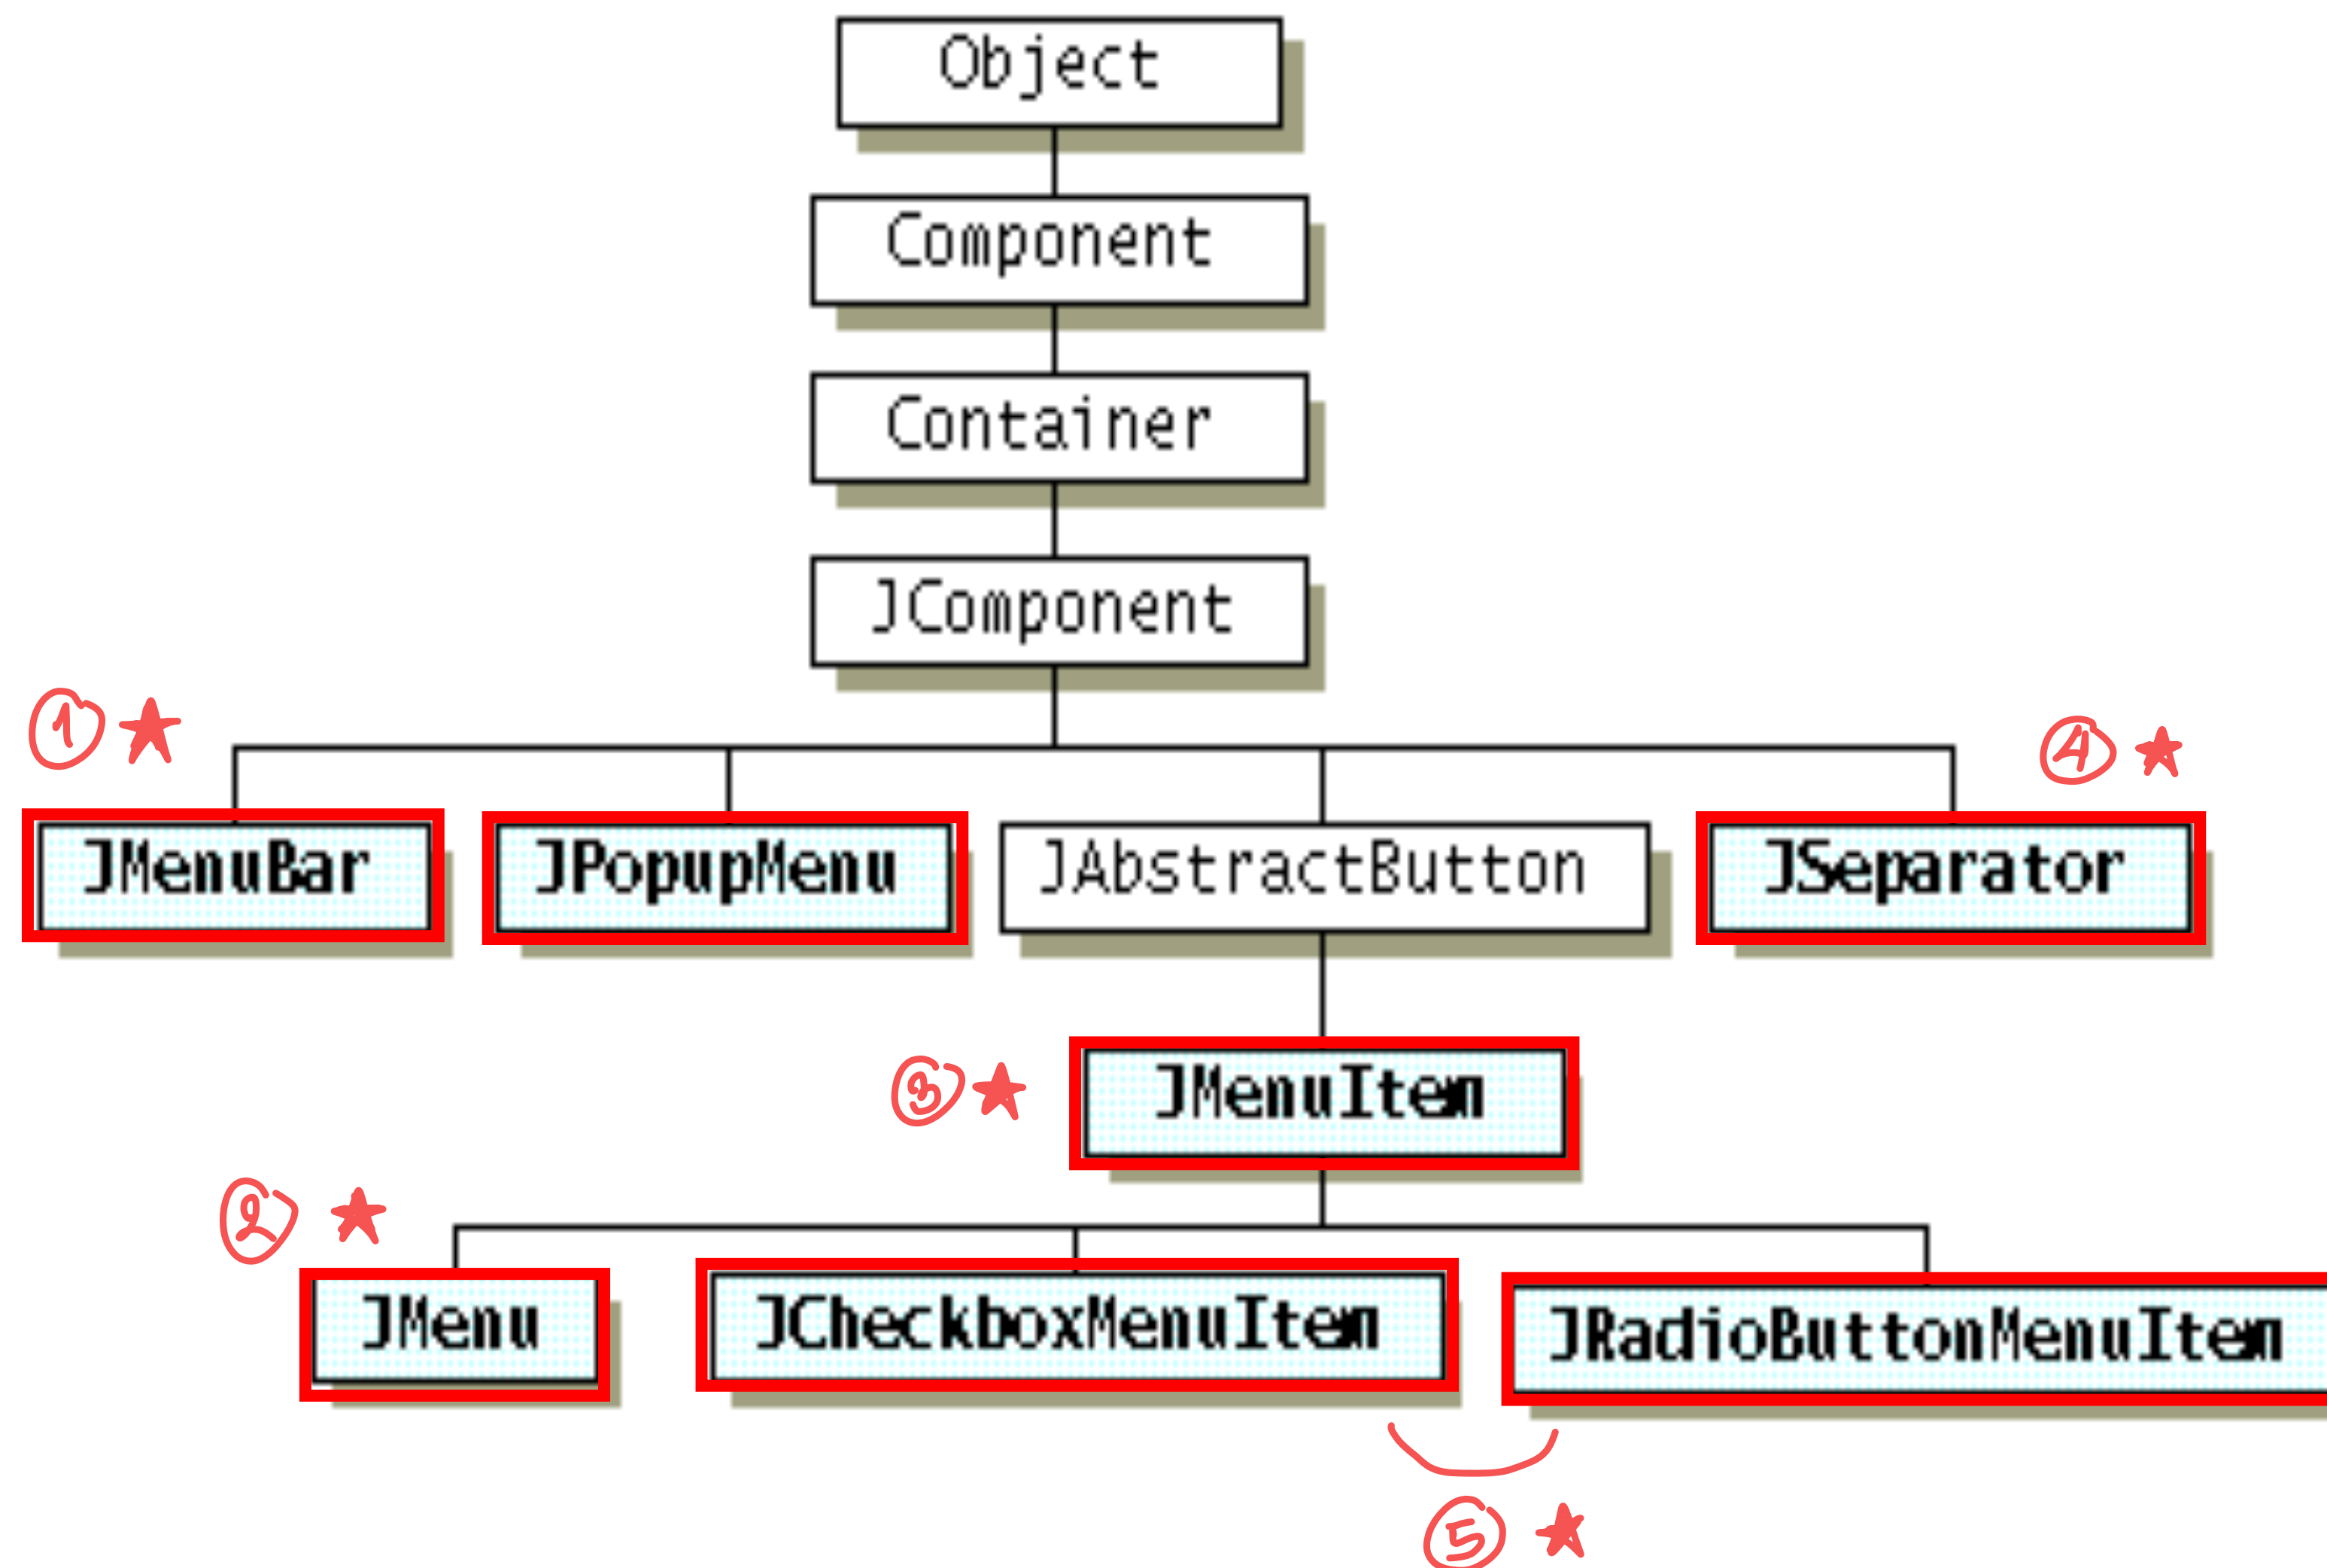 Object
Component
Container
JComponent
① ★
④ ★
JMenuBar
JPopupMenu
JAbstractButton
JSeparator
③ ★
JMenuItem
② ★
JMenu
JCheckboxMenuItem
JRadioButtonMenuItem
⑤ ★